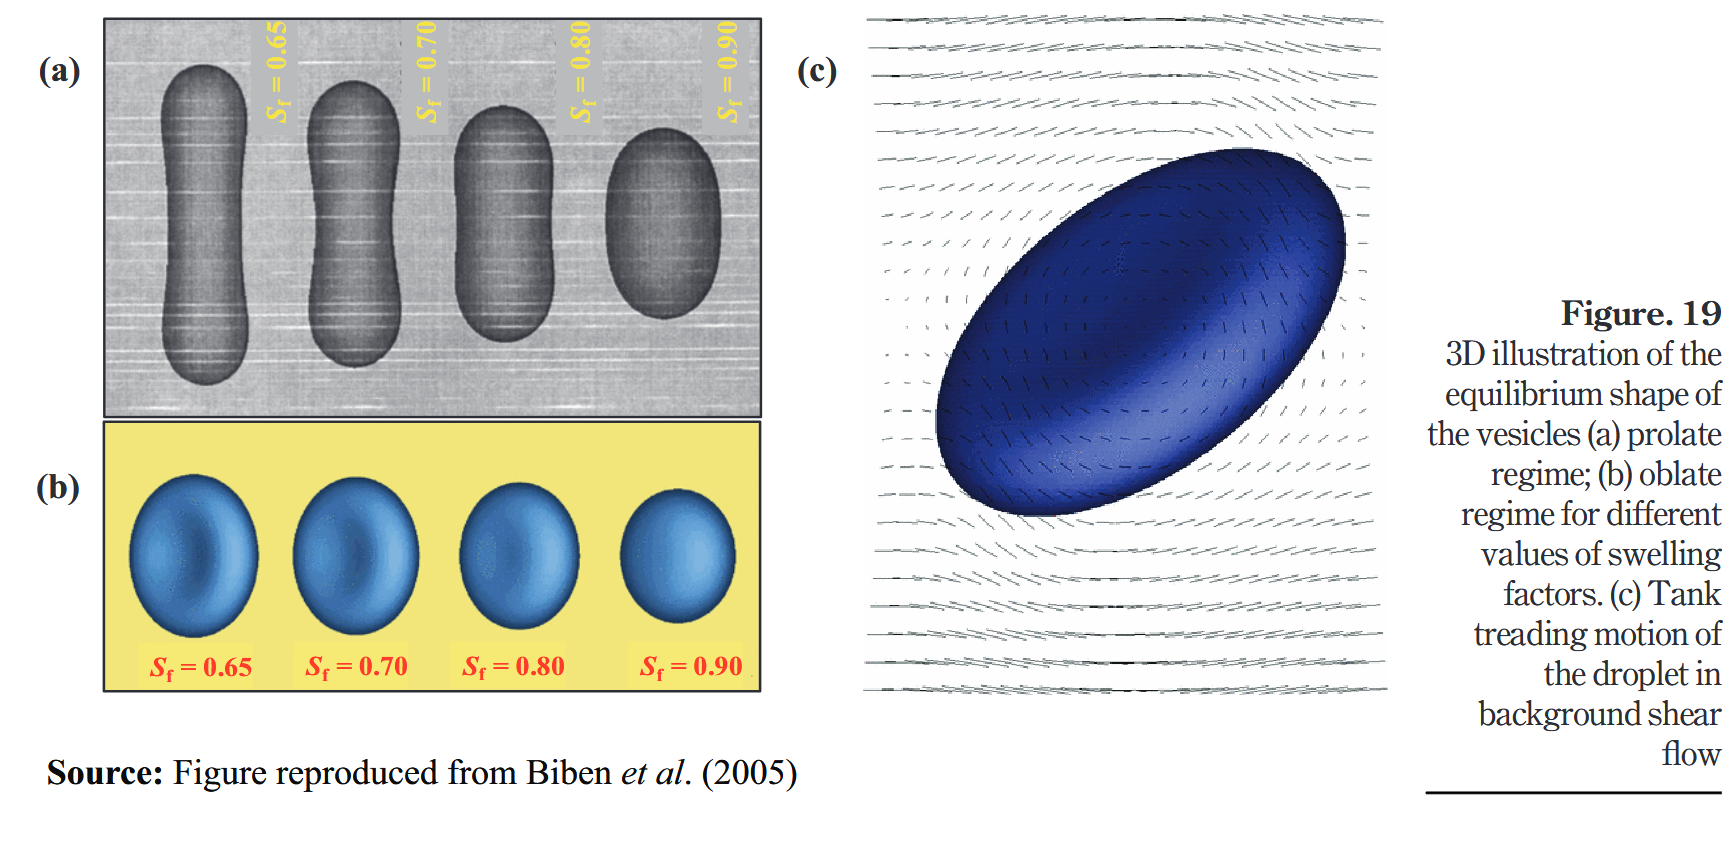 (a)
S_f = 0.65
S_f = 0.70
S_f = 0.80
S_f = 0.90
(b)
S_f = 0.65
S_f = 0.70
S_f = 0.80
S_f = 0.90
(c)
Source: Figure reproduced from Biben et al. (2005)
Figure. 19
3D illustration of the
equilibrium shape of
the vesicles (a) prolate
regime; (b) oblate
regime for different
values of swelling
factors. (c) Tank
treading motion of
the droplet in
background shear
flow